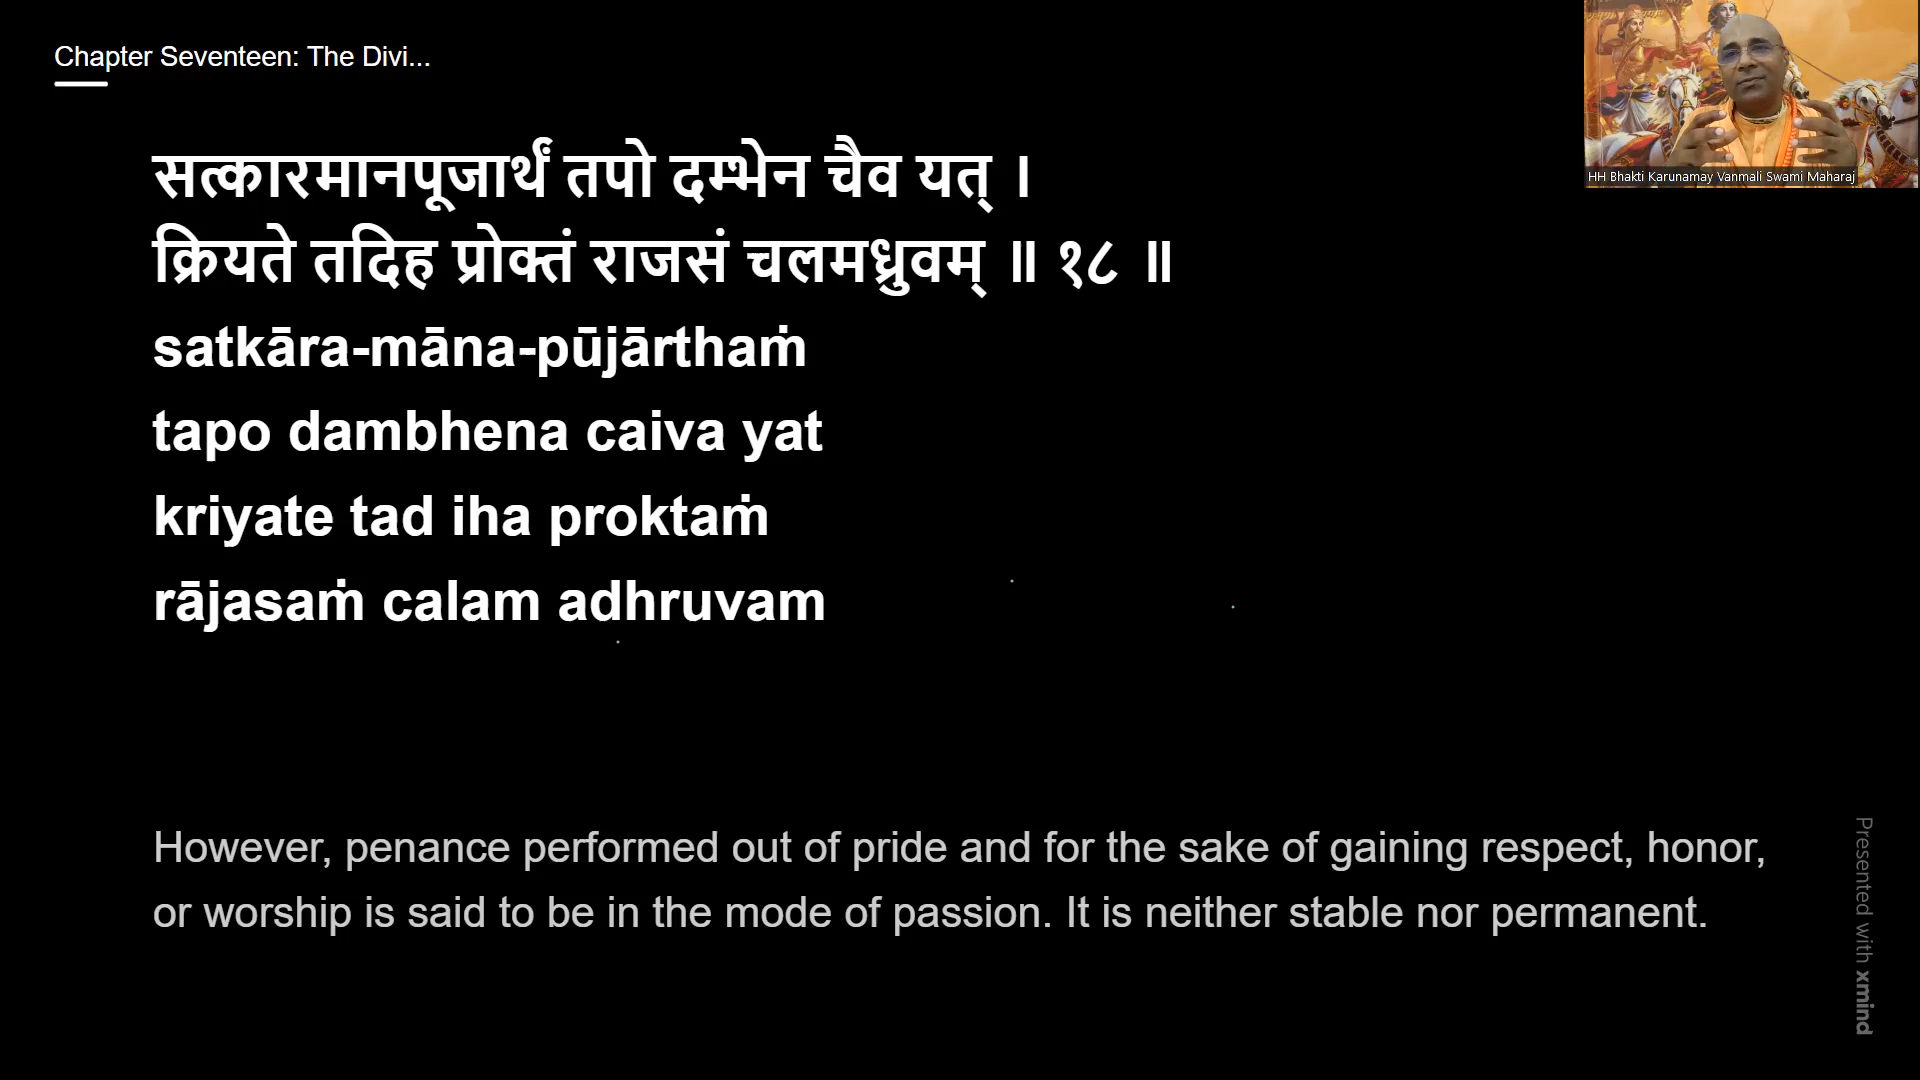 Chapter Seventeen: The Divi...
HH Bhakti Karunamay Vanmali Swami Maharaj
सत्कारमानपूजार्थं तपो दम्भेन चैव यत् ।
क्रियते तदिह प्रोक्तं राजसं चलमध्रुवम् ॥ १८ ॥
satkāra-māna-pūjārthaṁ
tapo dambhena caiva yat
kriyate tad iha proktaṁ
rājasaṁ calam adhruvam
However, penance performed out of pride and for the sake of gaining respect, honor,
or worship is said to be in the mode of passion. It is neither stable nor permanent.
Presented with xmind